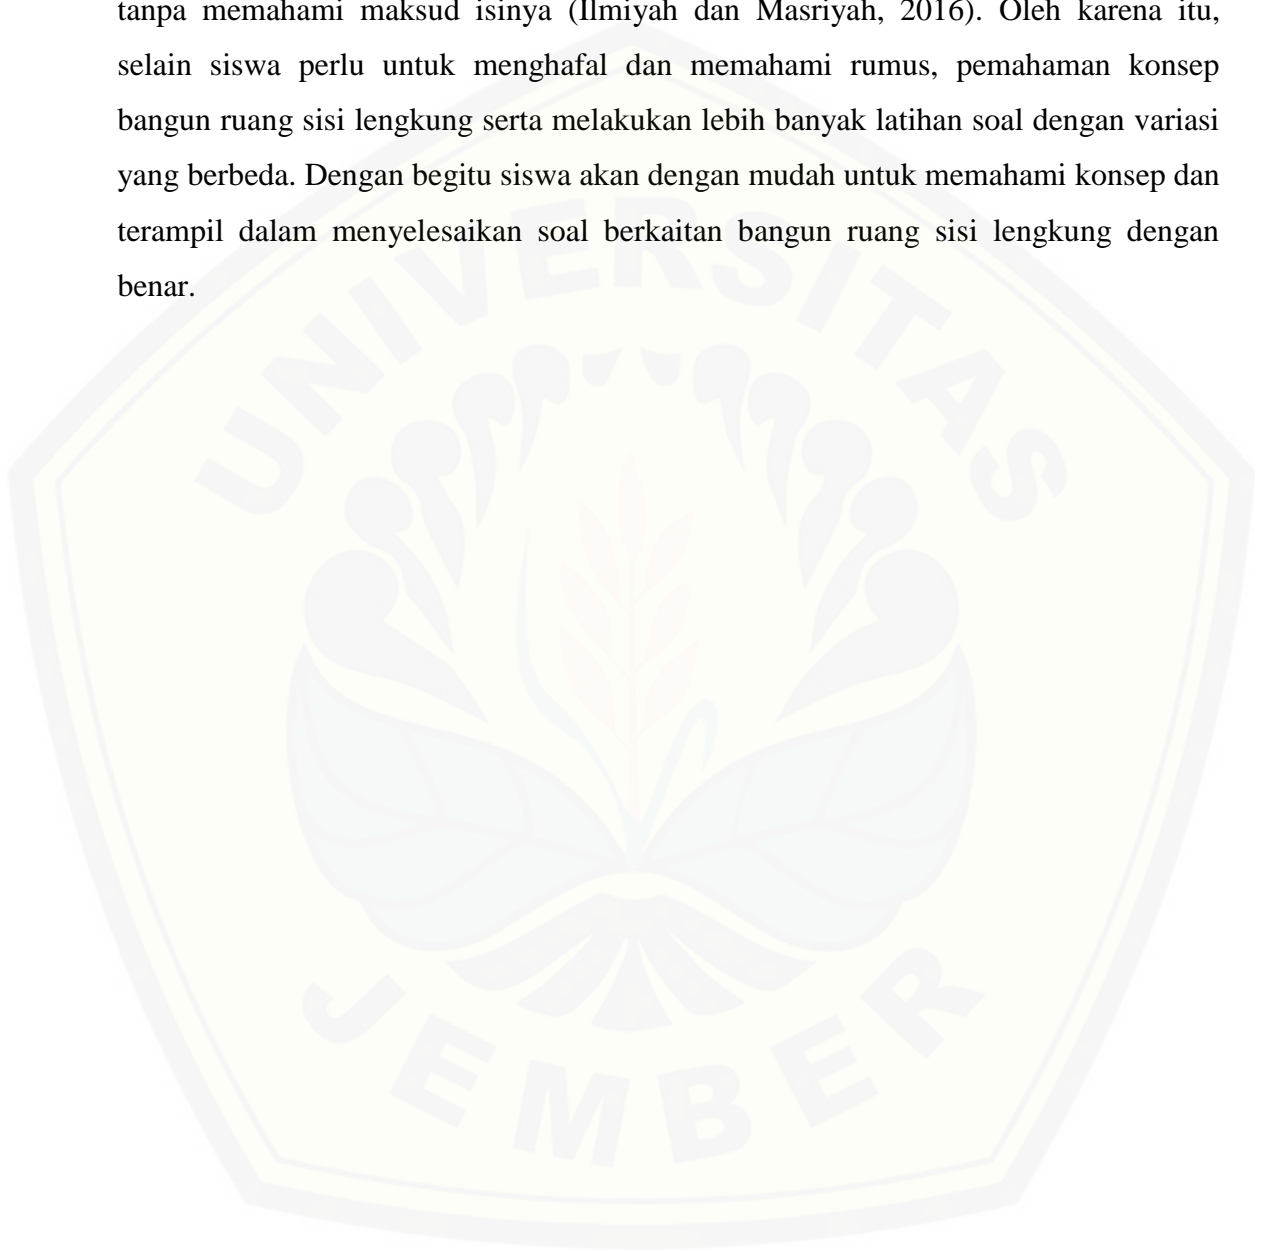 tanpa memahami maksud isinya (Ilmiyah dan Masriyah, 2016). Oleh karena itu,
selain siswa perlu untuk menghafal dan memahami rumus, pemahaman konsep
bangun ruang sisi lengkung serta melakukan lebih banyak latihan soal dengan variasi
yang berbeda. Dengan begitu siswa akan dengan mudah untuk memahami konsep dan
terampil dalam menyelesaikan soal berkaitan bangun ruang sisi lengkung dengan
benar.
UNIVERSITAS
JEMBER